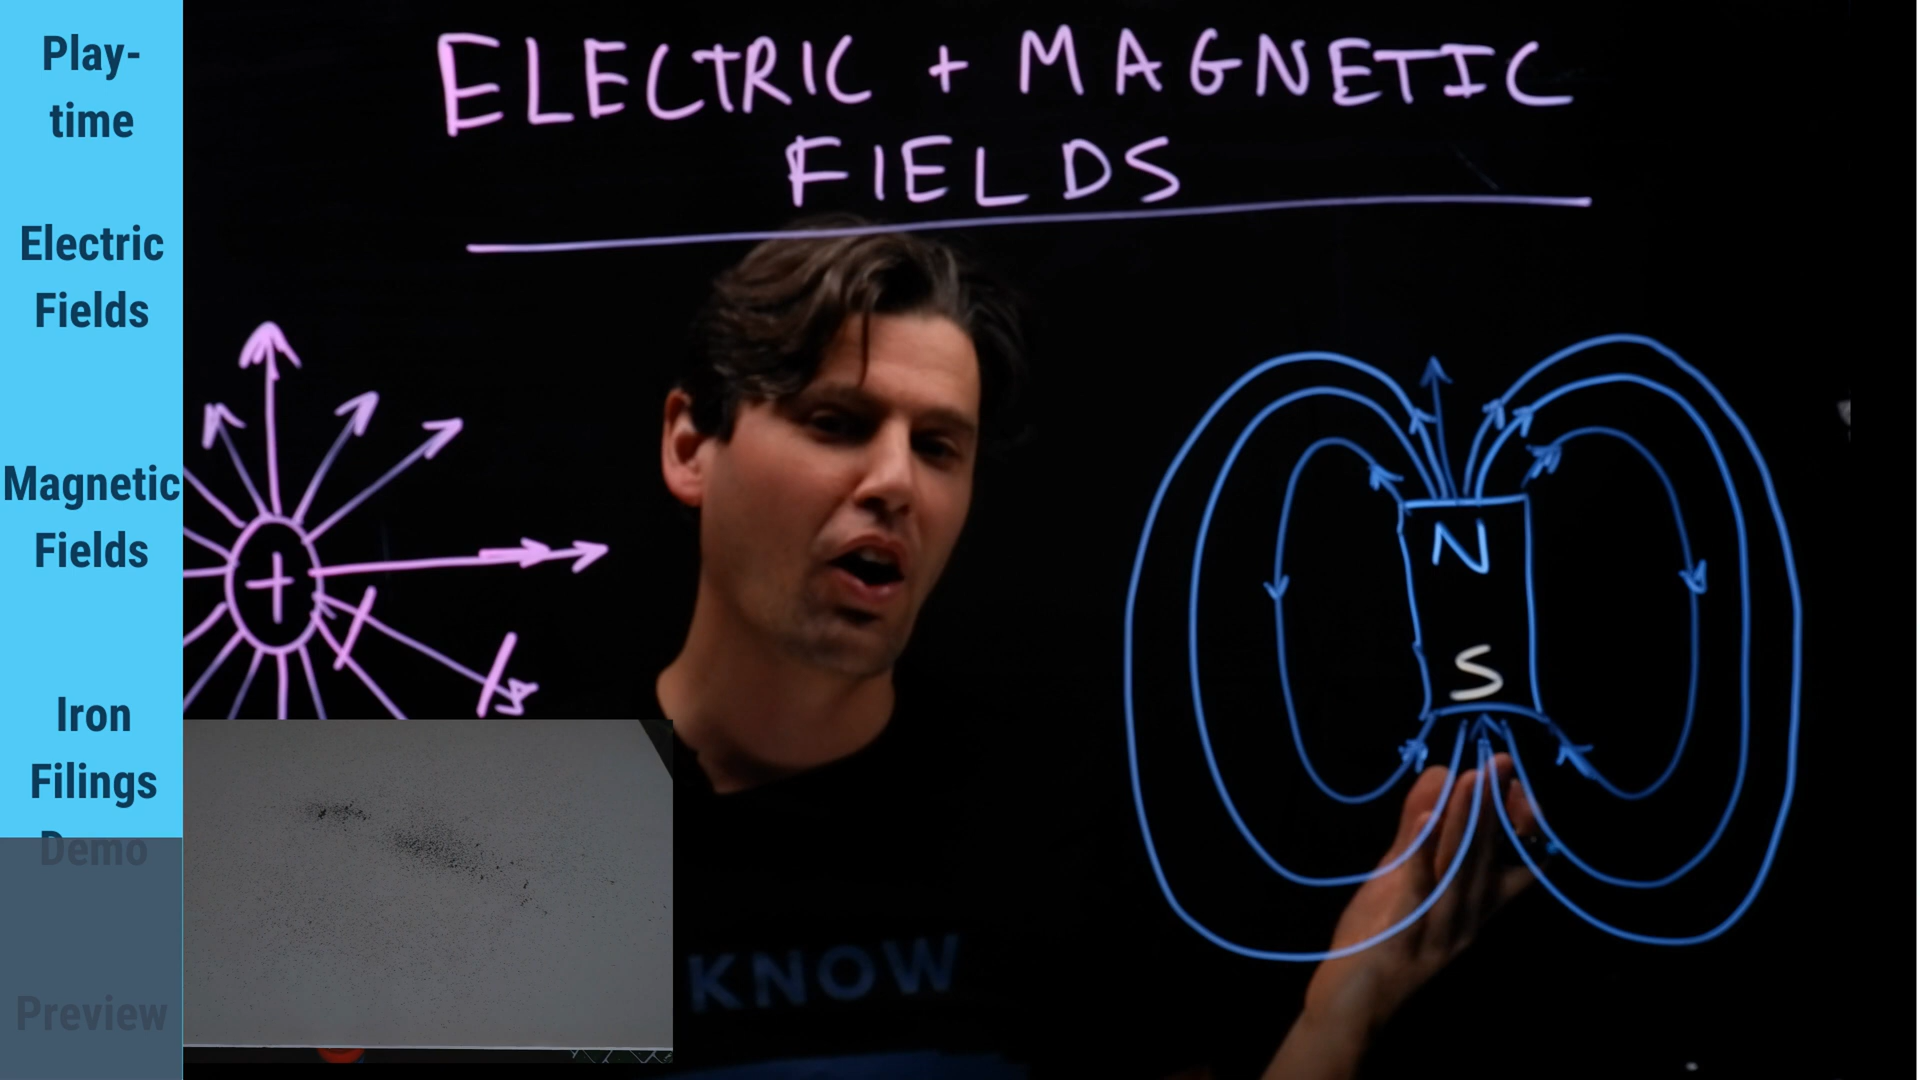 Play-
time
Electric
Fields
Magnetic
Fields
Iron
Filings
Demo
Preview
ELECTRIC + MAGNETIC
FIELDS
+
N
S
KNOW